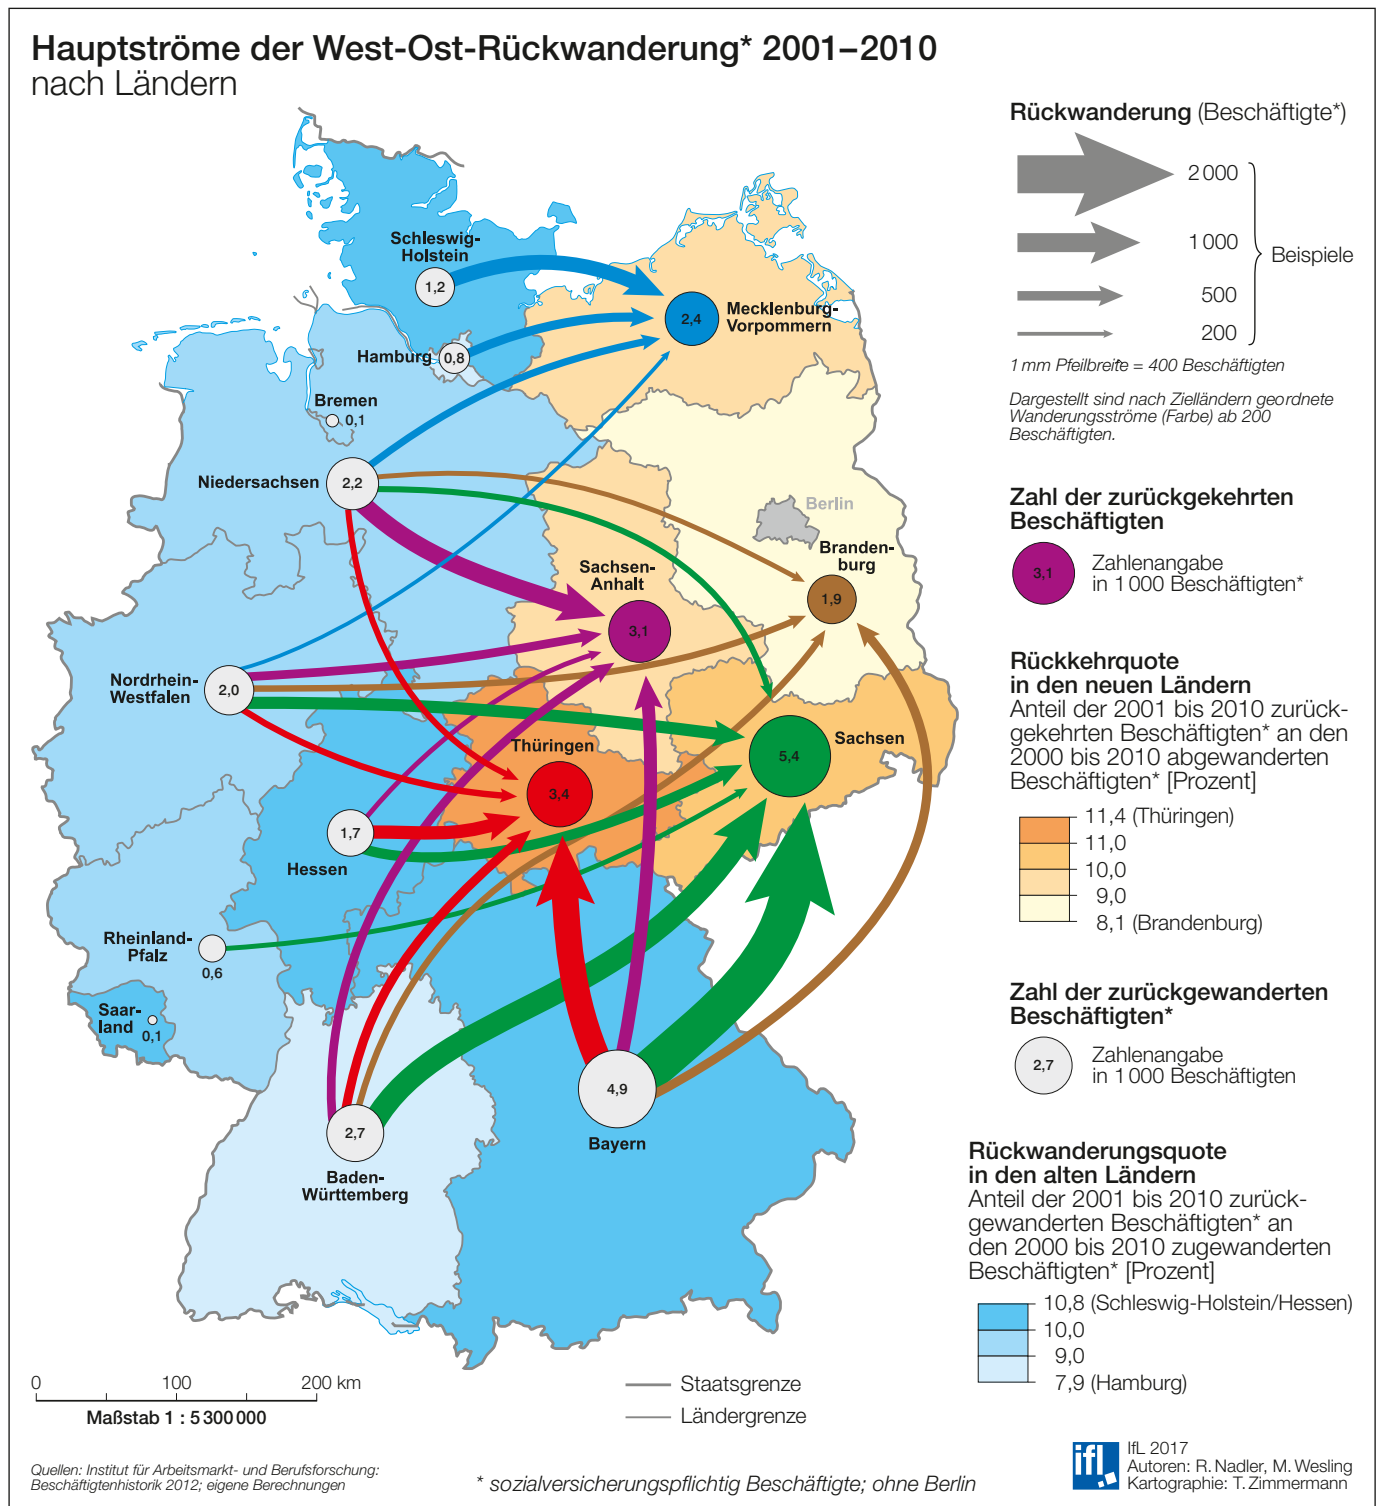 Hauptströme der West-Ost-Rückwanderung* 2001–2010
nach Ländern
Rückwanderung (Beschäftigte*)
2 000
1 000
500
200
Beispiele
1 mm Pfeilbreite = 400 Beschäftigten
Dargestellt sind nach Zielländern geordnete
Wanderungsströme (Farbe) ab 200
Beschäftigten.
Zahl der zurückgekehrten
Beschäftigten
3,1
Zahlenangabe
in 1 000 Beschäftigten*
Rückkehrquote
in den neuen Ländern
Anteil der 2001 bis 2010 zurück-
gekehrten Beschäftigten* an den
2000 bis 2010 abgewanderten
Beschäftigten* [Prozent]
11,4 (Thüringen)
11,0
10,0
9,0
8,1 (Brandenburg)
Zahl der zurückgewanderten
Beschäftigten*
2,7
Zahlenangabe
in 1 000 Beschäftigten
Rückwanderungsquote
in den alten Ländern
Anteil der 2001 bis 2010 zurück-
gewanderten Beschäftigten* an
den 2000 bis 2010 zugewanderten
Beschäftigten* [Prozent]
10,8 (Schleswig-Holstein/Hessen)
10,0
9,0
7,9 (Hamburg)
Schleswig-
Holstein
1,2
Mecklenburg-
Vorpommern
2,4
Hamburg
0,8
Bremen
0,1
Niedersachsen
2,2
Berlin
Branden-
burg
1,9
Sachsen-
Anhalt
3,1
Nordrhein-
Westfalen
2,0
Thüringen
3,4
Sachsen
5,4
Hessen
1,7
Rheinland-
Pfalz
0,6
Saar-
land
0,1
Baden-
Württemberg
2,7
Bayern
4,9
0 100 200 km
Maßstab 1 : 5 300 000
Staatsgrenze
Ländergrenze
Quellen: Institut für Arbeitsmarkt- und Berufsforschung:
Beschäftigtenhistorik 2012; eigene Berechnungen
* sozialversicherungspflichtig Beschäftigte; ohne Berlin
ifl
IfL 2017
Autoren: R. Nadler, M. Wesling
Kartographie: T. Zimmermann